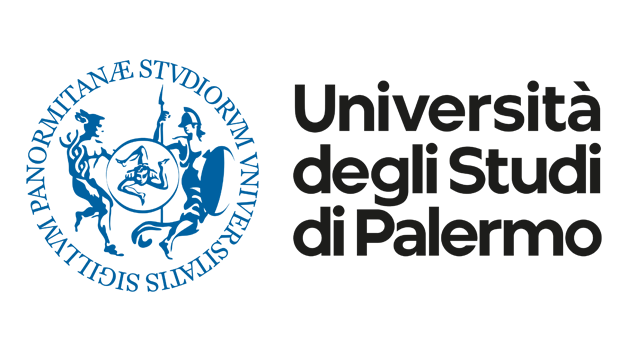 PANORMITANÆ STVDIORVM VNIVERSITATIS SIGILLVM
Università
degli Studi
di Palermo